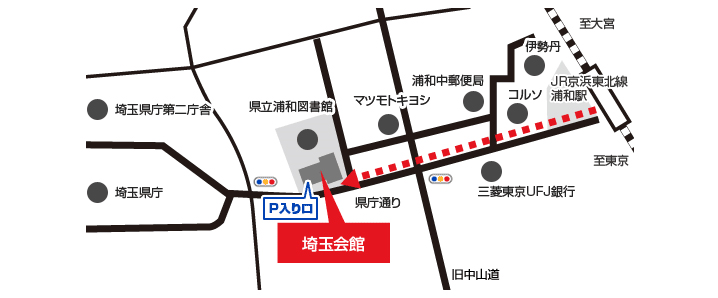 至大宮
伊勢丹
JR京浜東北線
浦和駅
浦和中郵便局
コルソ
マツモトキヨシ
県立浦和図書館
埼玉県庁第二庁舎
至東京
埼玉県庁
三菱東京UFJ銀行
県庁通り
P入り口
埼玉会館
旧中山道